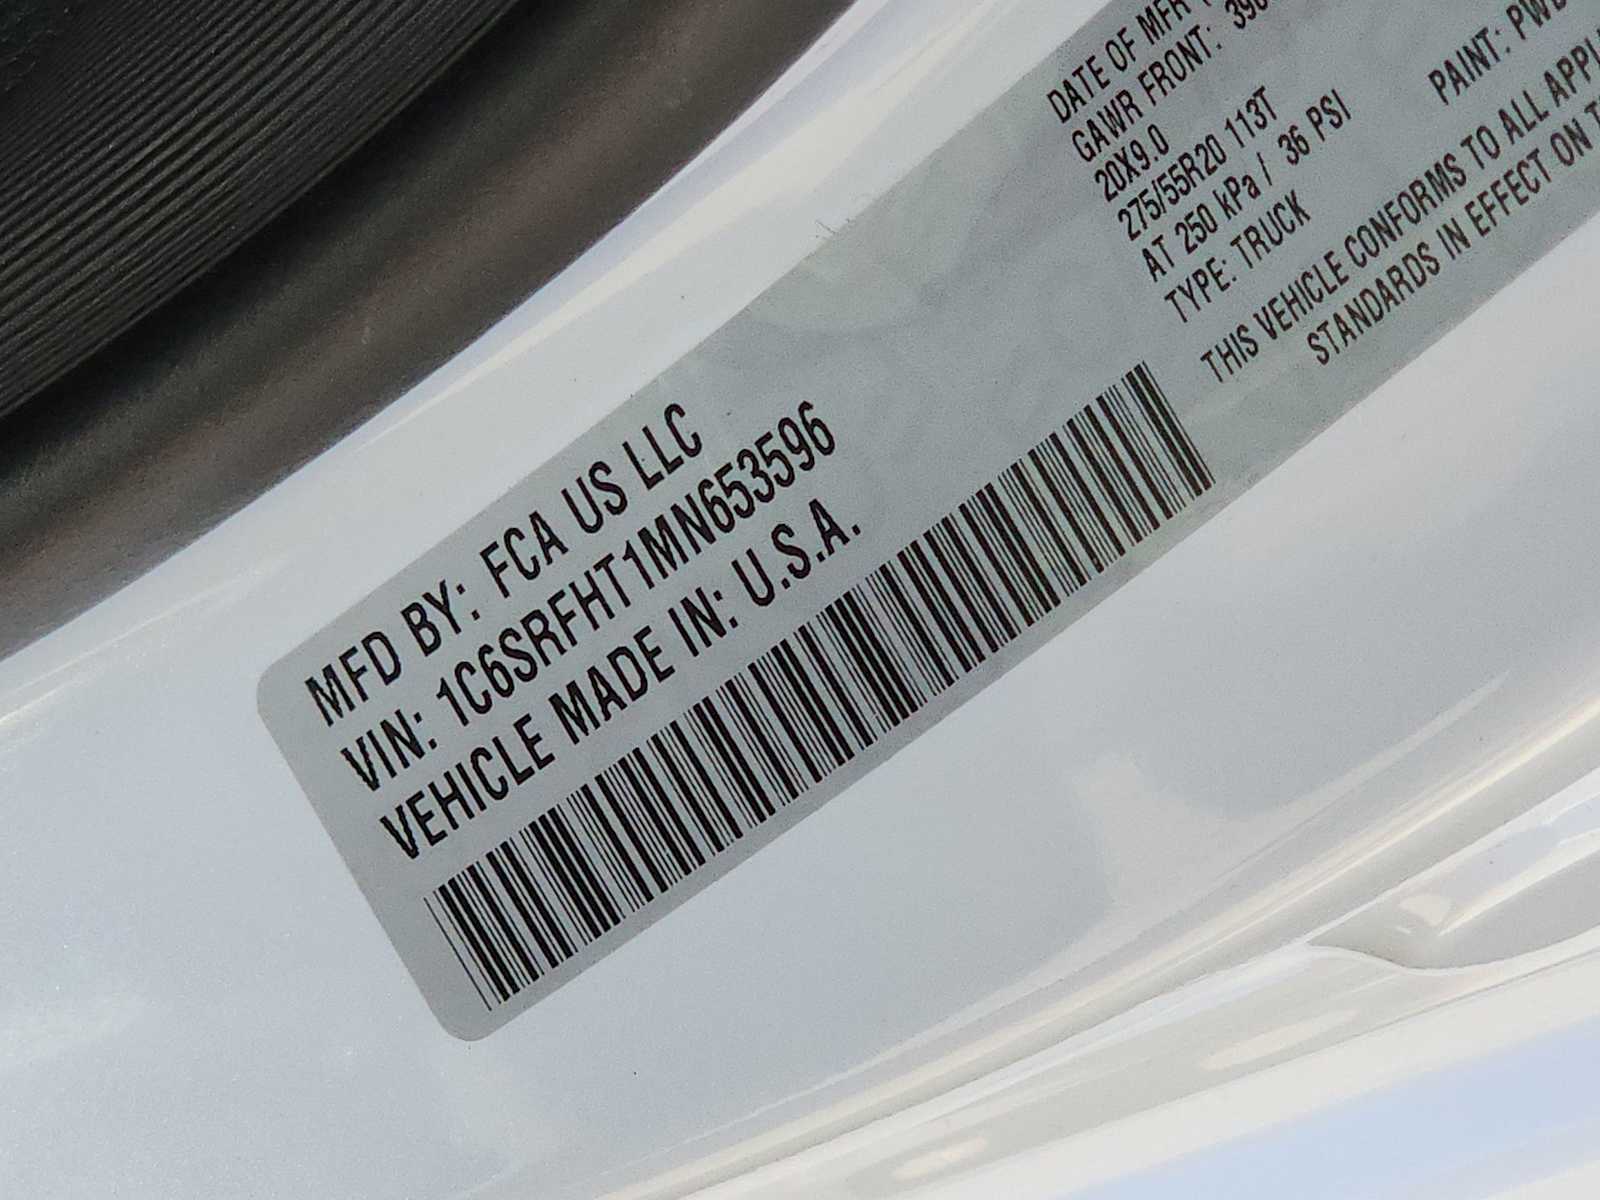 MFD BY: FCA US LLC
VIN: 1C6SRFHT1MN653596
VEHICLE MADE IN: U.S.A.
DATE OF MFR
GAWR FRONT:
20X9.0
275/55R20 113T
AT 250 kPa / 36 PSI
TYPE: TRUCK
PAINT:
THIS VEHICLE CONFORMS TO ALL
STANDARDS IN EFFECT ON